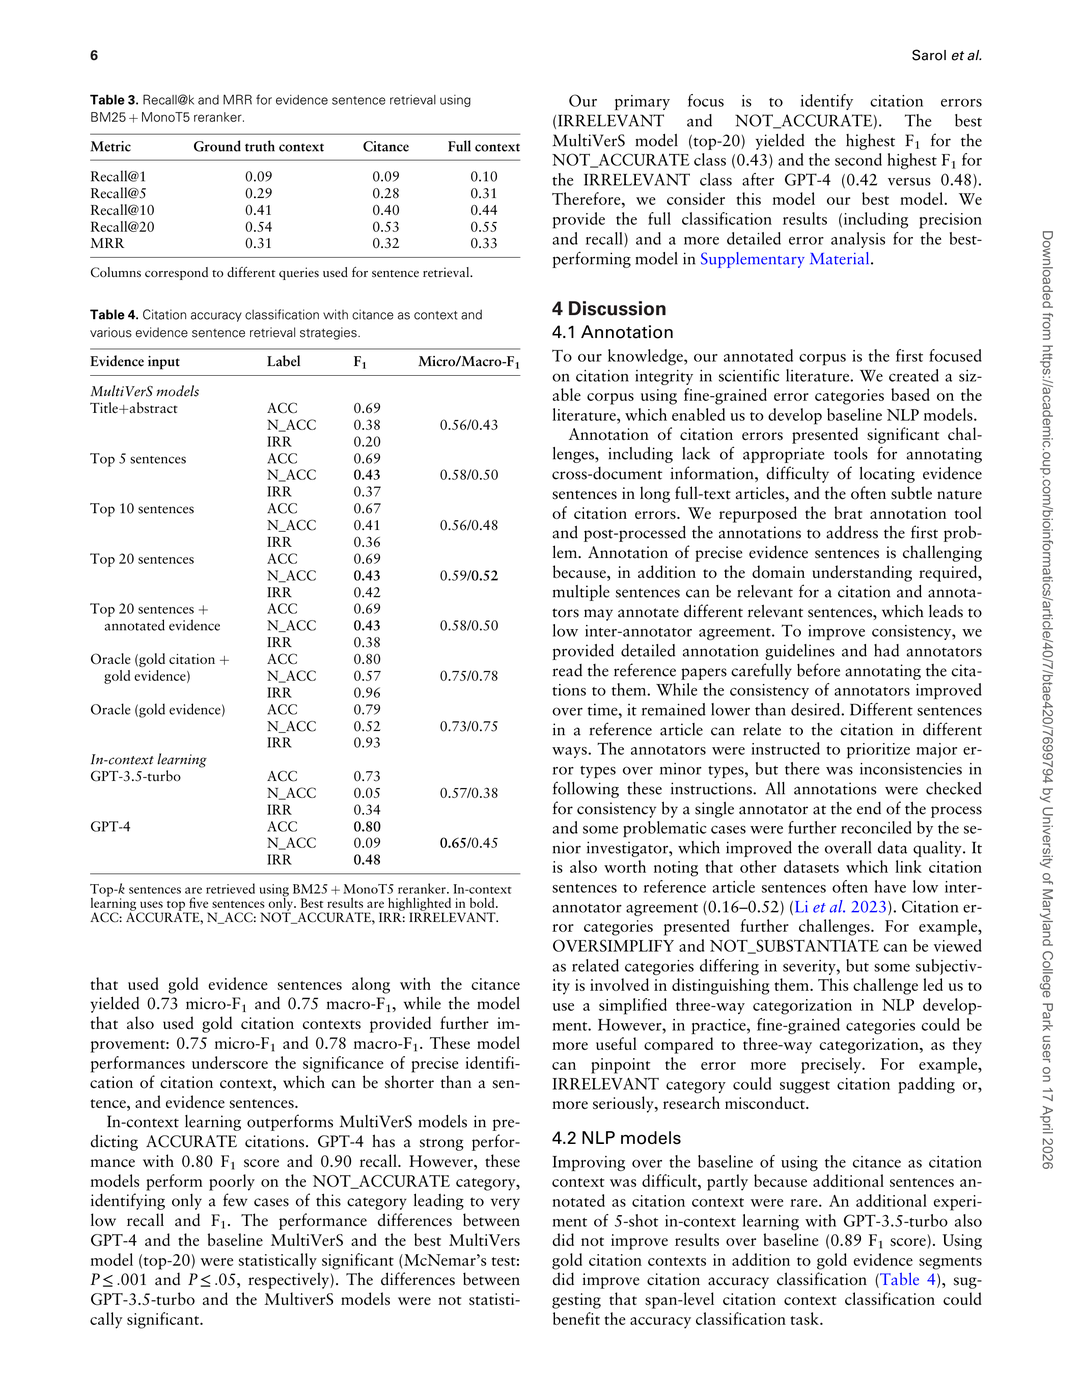 6
Sarol et al.
Table 3. Recall@k and MRR for evidence sentence retrieval using
BM25 + MonoT5 reranker.
Metric Ground truth context Citance Full context
Recall@1 0.09 0.09 0.10
Recall@5 0.29 0.28 0.31
Recall@10 0.41 0.40 0.44
Recall@20 0.54 0.53 0.55
MRR 0.31 0.32 0.33
Columns correspond to different queries used for sentence retrieval.
Table 4. Citation accuracy classification with citance as context and
various evidence sentence retrieval strategies.
Evidence input Label F1 Micro/Macro-F1
MultiVerS models
Title+abstract ACC 0.69
N_ACC 0.38 0.56/0.43
IRR 0.20
Top 5 sentences ACC 0.69
N_ACC 0.43 0.58/0.50
IRR 0.37
Top 10 sentences ACC 0.67
N_ACC 0.41 0.56/0.48
IRR 0.36
Top 20 sentences ACC 0.69
N_ACC 0.43 0.59/0.52
IRR 0.42
Top 20 sentences + ACC 0.69
annotated evidence N_ACC 0.43 0.58/0.50
IRR 0.38
Oracle (gold citation + ACC 0.80
gold evidence) N_ACC 0.57 0.75/0.78
IRR 0.96
Oracle (gold evidence) ACC 0.79
N_ACC 0.52 0.73/0.75
IRR 0.93
In-context learning
GPT-3.5-turbo ACC 0.73
N_ACC 0.05 0.57/0.38
IRR 0.34
GPT-4 ACC 0.80
N_ACC 0.09 0.65/0.45
IRR 0.48
Top-k sentences are retrieved using BM25 + MonoT5 reranker. In-context
learning uses top five sentences only. Best results are highlighted in bold.
ACC: ACCURATE, N_ACC: NOT_ACCURATE, IRR: IRRELEVANT.
that used gold evidence sentences along with the citance
yielded 0.73 micro-F1 and 0.75 macro-F1, while the model
that also used gold citation contexts provided further im-
provement: 0.75 micro-F1 and 0.78 macro-F1. These model
performances underscore the significance of precise identifi-
cation of citation context, which can be shorter than a sen-
tence, and evidence sentences.
In-context learning outperforms MultiVerS models in pre-
dicting ACCURATE citations. GPT-4 has a strong perfor-
mance with 0.80 F1 score and 0.90 recall. However, these
models perform poorly on the NOT_ACCURATE category,
identifying only a few cases of this category leading to very
low recall and F1. The performance differences between
GPT-4 and the baseline MultiVerS and the best MultiVers
model (top-20) were statistically significant (McNemar's test:
P ≤ .001 and P ≤ .05, respectively). The differences between
GPT-3.5-turbo and the MultiverS models were not statisti-
cally significant.
Our primary focus is to identify citation errors
(IRRELEVANT and NOT_ACCURATE). The best
MultiVerS model (top-20) yielded the highest F1 for the
NOT_ACCURATE class (0.43) and the second highest F1 for
the IRRELEVANT class after GPT-4 (0.42 versus 0.48).
Therefore, we consider this model our best model. We
provide the full classification results (including precision
and recall) and a more detailed error analysis for the best-
performing model in Supplementary Material.
4 Discussion
4.1 Annotation
To our knowledge, our annotated corpus is the first focused
on citation integrity in scientific literature. We created a siz-
able corpus using fine-grained error categories based on the
literature, which enabled us to develop baseline NLP models.
Annotation of citation errors presented significant chal-
lenges, including lack of appropriate tools for annotating
cross-document information, difficulty of locating evidence
sentences in long full-text articles, and the often subtle nature
of citation errors. We repurposed the brat annotation tool
and post-processed the annotations to address the first prob-
lem. Annotation of precise evidence sentences is challenging
because, in addition to the domain understanding required,
multiple sentences can be relevant for a citation and annota-
tors may annotate different relevant sentences, which leads to
low inter-annotator agreement. To improve consistency, we
provided detailed annotation guidelines and had annotators
read the reference papers carefully before annotating the cita-
tions to them. While the consistency of annotators improved
over time, it remained lower than desired. Different sentences
in a reference article can relate to the citation in different
ways. The annotators were instructed to prioritize major er-
ror types over minor types, but there was inconsistencies in
following these instructions. All annotations were checked
for consistency by a single annotator at the end of the process
and some problematic cases were further reconciled by the se-
nior investigator, which improved the overall data quality. It
is also worth noting that other datasets which link citation
sentences to reference article sentences often have low inter-
annotator agreement (0.16–0.52) (Li et al. 2023). Citation er-
ror categories presented further challenges. For example,
OVERSIMPLIFY and NOT_SUBSTANTIATE can be viewed
as related categories differing in severity, but some subjectiv-
ity is involved in distinguishing them. This challenge led us to
use a simplified three-way categorization in NLP develop-
ment. However, in practice, fine-grained categories could be
more useful compared to three-way categorization, as they
can pinpoint the error more precisely. For example,
IRRELEVANT category could suggest citation padding or,
more seriously, research misconduct.
4.2 NLP models
Improving over the baseline of using the citance as citation
context was difficult, partly because additional sentences an-
notated as citation context were rare. An additional experi-
ment of 5-shot in-context learning with GPT-3.5-turbo also
did not improve results over baseline (0.89 F1 score). Using
gold citation contexts in addition to gold evidence segments
did improve citation accuracy classification (Table 4), sug-
gesting that span-level citation context classification could
benefit the accuracy classification task.
Downloaded from https://academic.oup.com/bioinformatics/article/40/7/btae420/7699794 by University of Maryland College Park user on 17 April 2026